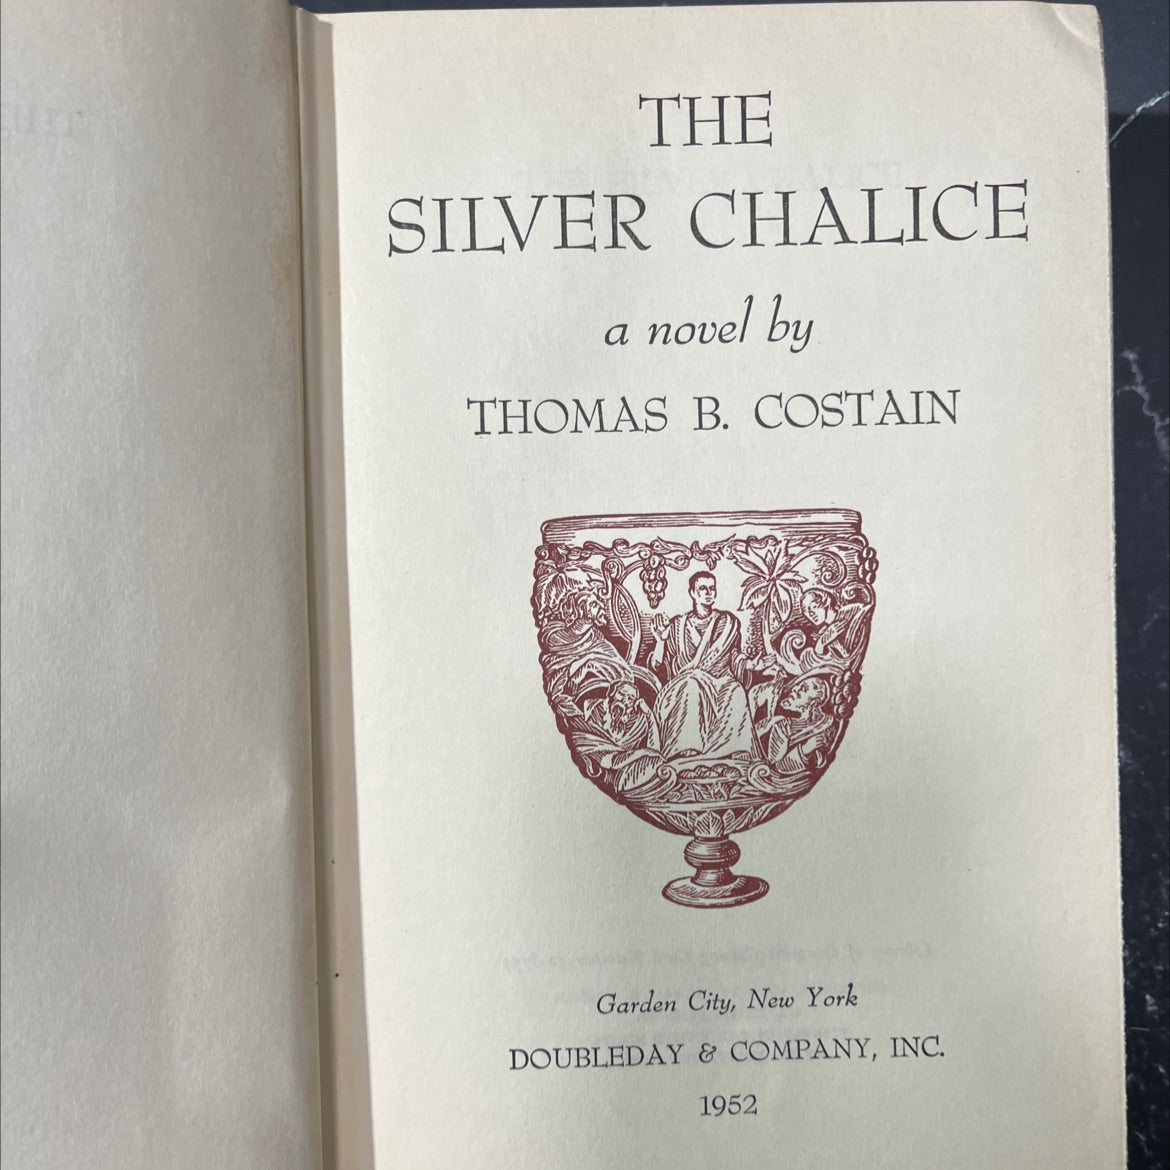 THE
SILVER CHALICE
a novel by
THOMAS B. COSTAIN
Garden City, New York
DOUBLEDAY & COMPANY, INC.
1952